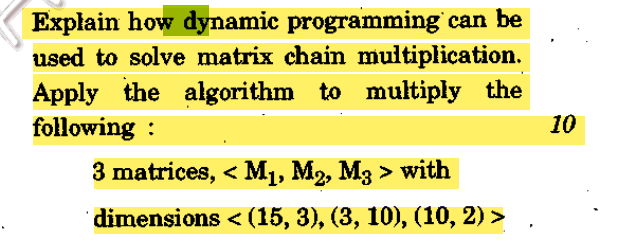 Explain how dynamic programming can be
used to solve matrix chain multiplication.
Apply the algorithm to multiply the
following : 10
3 matrices, < M₁, M₂, M₃ > with
dimensions < (15, 3), (3, 10), (10, 2) >